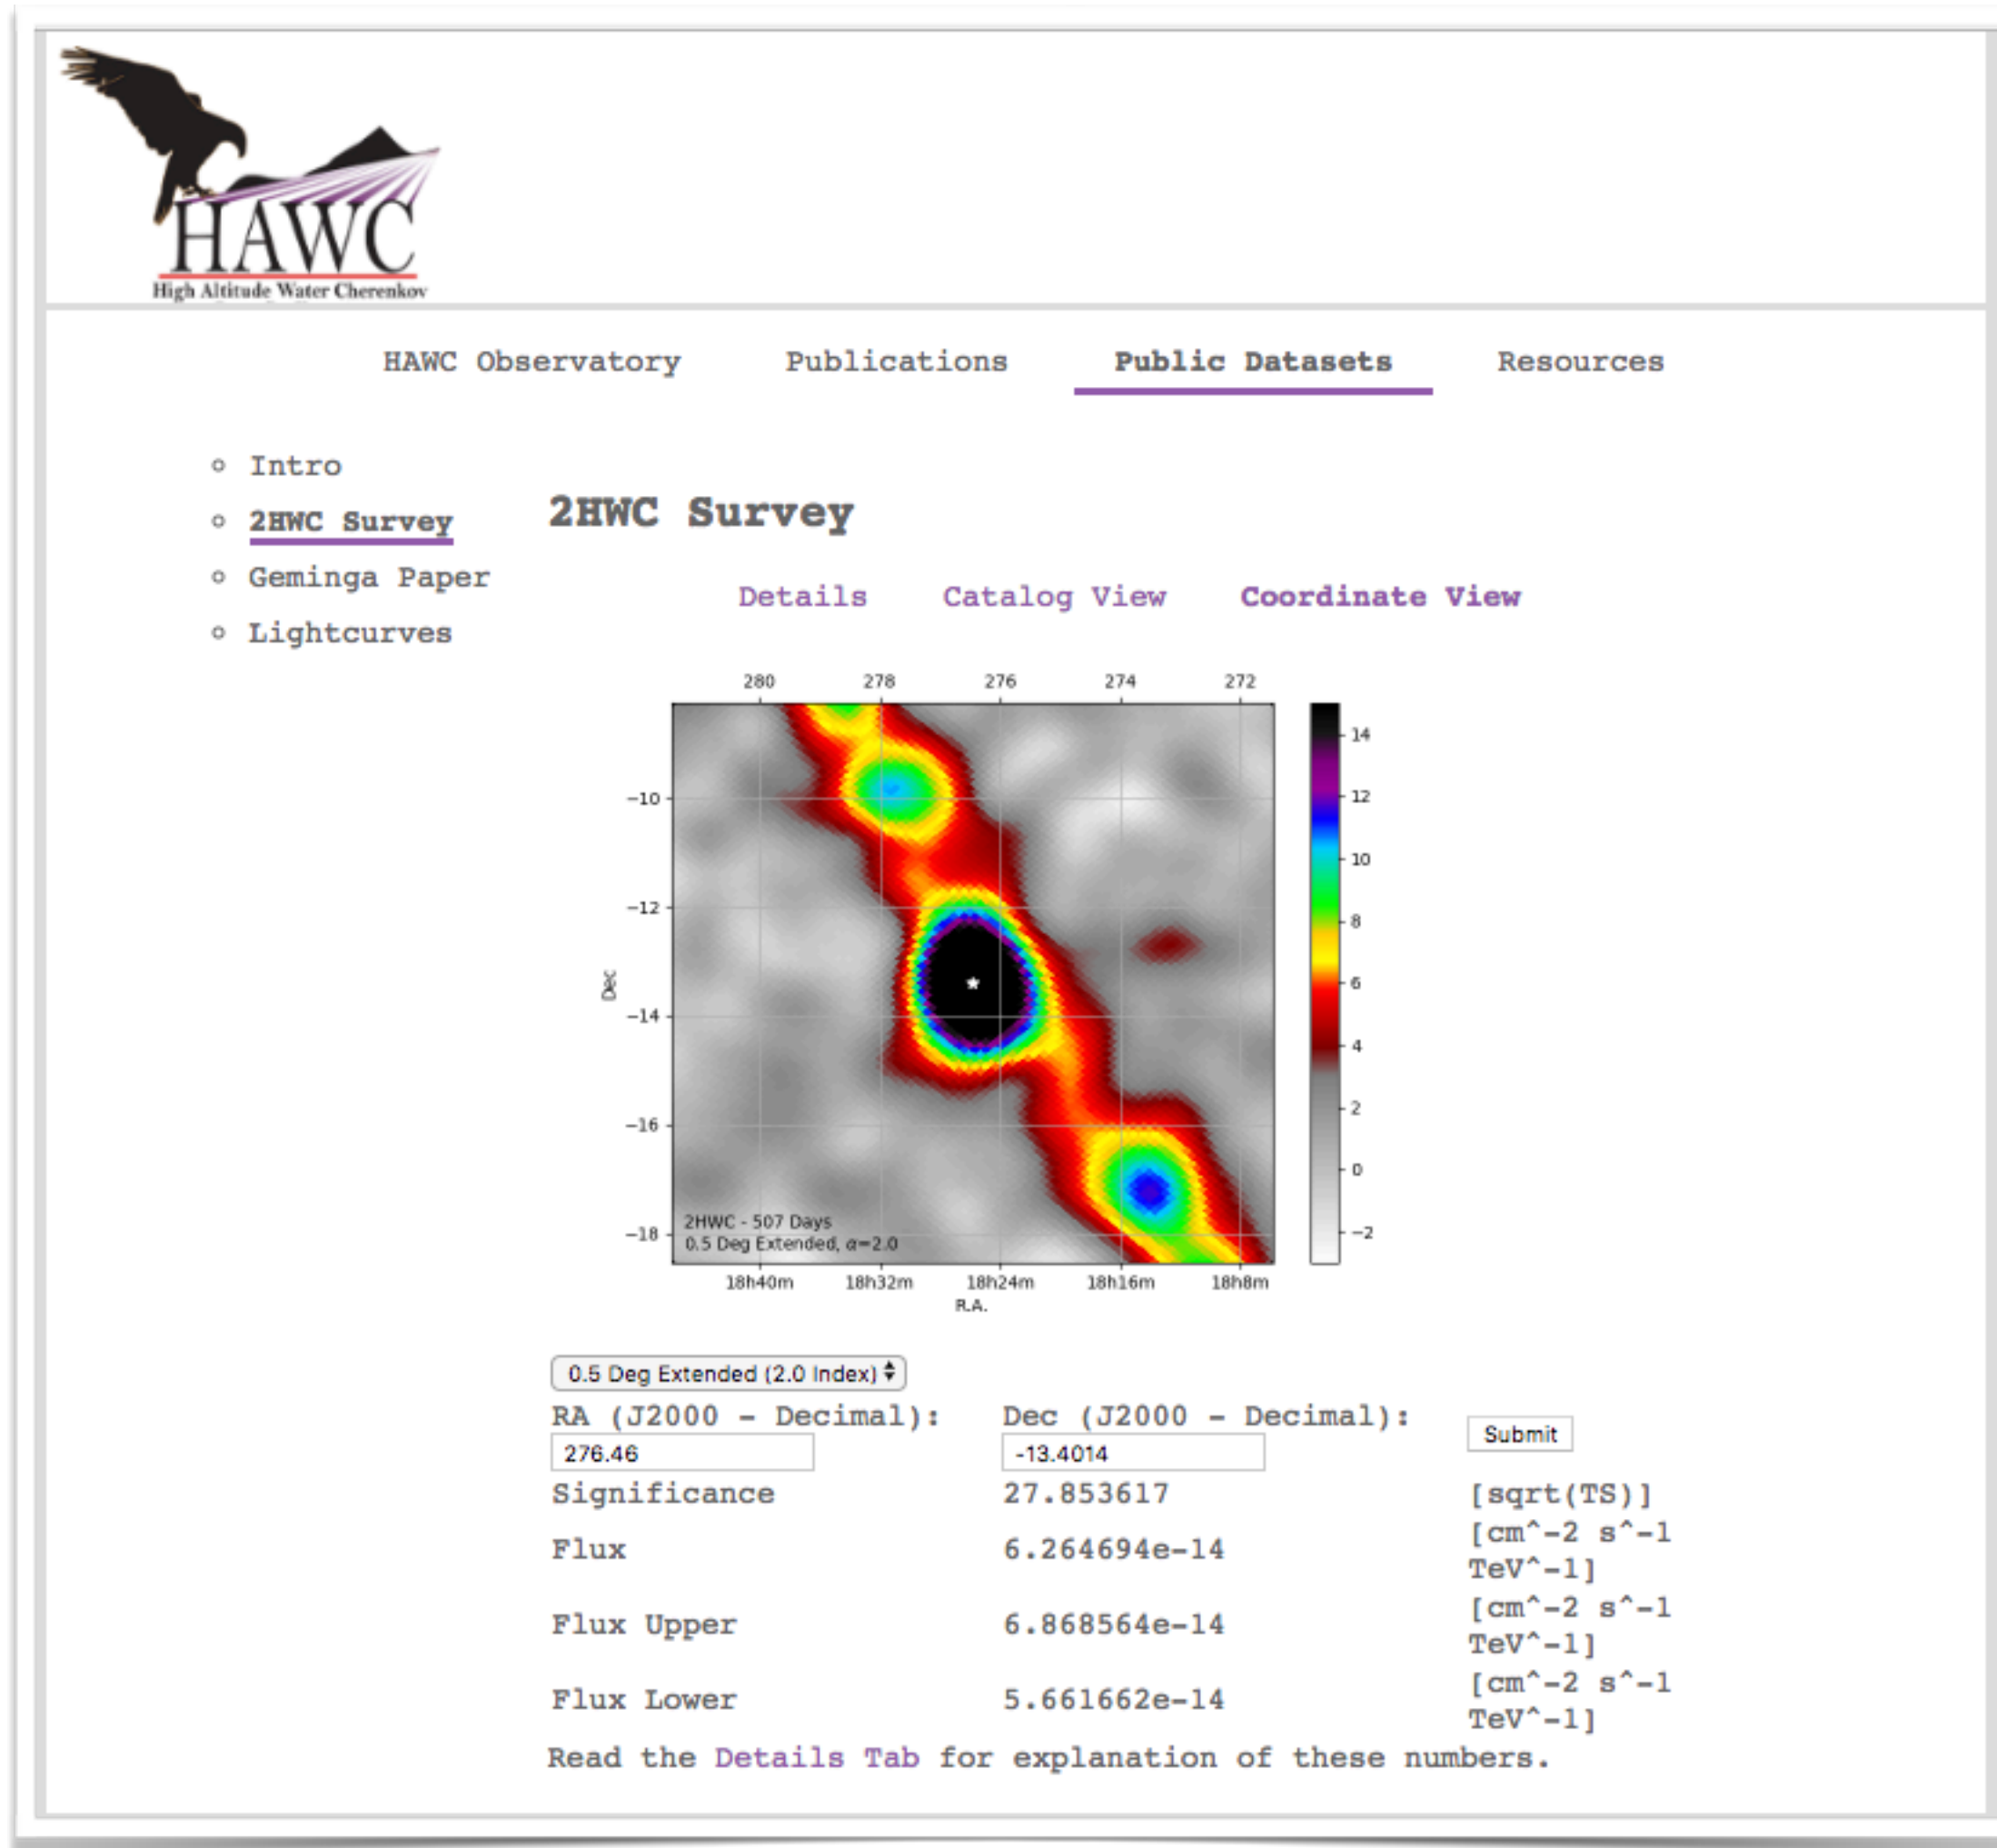 HAWC
High Altitude Water Cherenkov
HAWC Observatory Publications Public Datasets Resources
Intro
2HWC Survey
Geminga Paper
Lightcurves
2HWC Survey
Details Catalog View Coordinate View
280 278 276 274 272
−10
−12
−14
−16
−18
Dec
2HWC - 507 Days
0.5 Deg Extended, α=2.0
18h40m 18h32m 18h24m 18h16m 18h8m
R.A.
14
12
10
8
6
4
2
0
−2
0.5 Deg Extended (2.0 Index)
RA (J2000 - Decimal): Dec (J2000 - Decimal):
276.46 -13.4014 Submit
Significance 27.853617 [sqrt(TS)]
Flux 6.264694e-14 [cm^-2 s^-1
TeV^-1]
Flux Upper 6.868564e-14 [cm^-2 s^-1
TeV^-1]
Flux Lower 5.661662e-14 [cm^-2 s^-1
TeV^-1]
Read the Details Tab for explanation of these numbers.